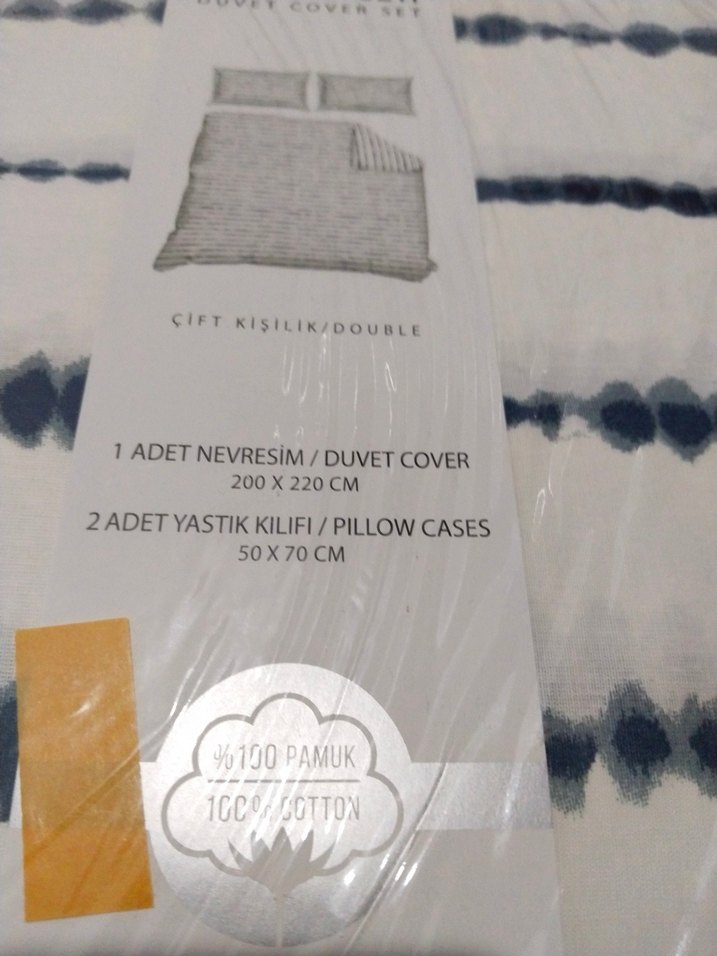 DUVET COVER SET
ÇİFT KİŞİLİK/DOUBLE
1 ADET NEVRESİM / DUVET COVER
200 X 220 CM
2 ADET YASTIK KILIFI / PILLOW CASES
50 X 70 CM
%100 PAMUK
100% COTTON